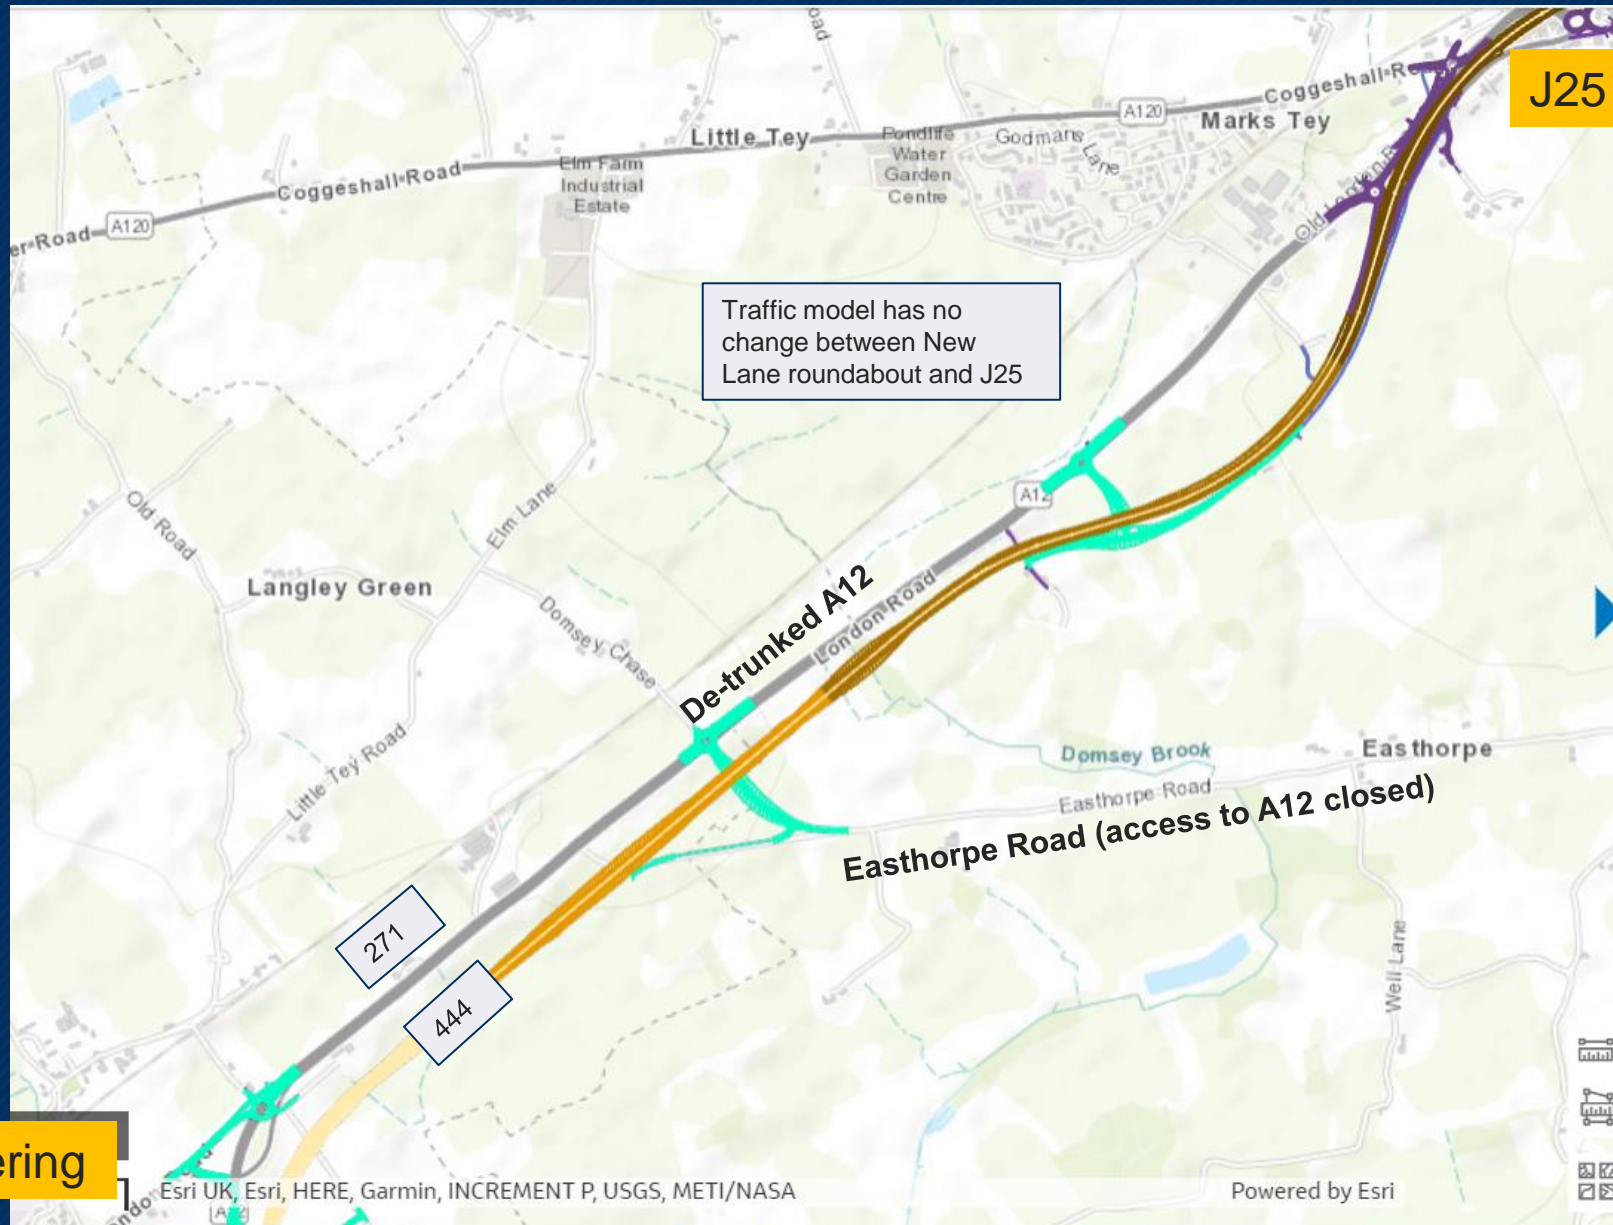 J25
Coggeshall Ro
A120
Marks Tey
Little Tey
Pondlife
Water
Garden
Centre
Godmans
Lane
Elm Farm
Industrial
Estate
Coggeshall Road
A120
er Road
oad
Old London
Traffic model has no
change between New
Lane roundabout and J25
A12
Old Road
Elm Lane
Langley Green
Domsey Chase
De-trunked A12
London Road
Little Tey Road
Domsey Brook
Easthorpe
Easthorpe Road
Easthorpe Road (access to A12 closed)
271
444
Well Lane
ering
ondon
Esri UK, Esri, HERE, Garmin, INCREMENT P, USGS, METI/NASA
Powered by Esri